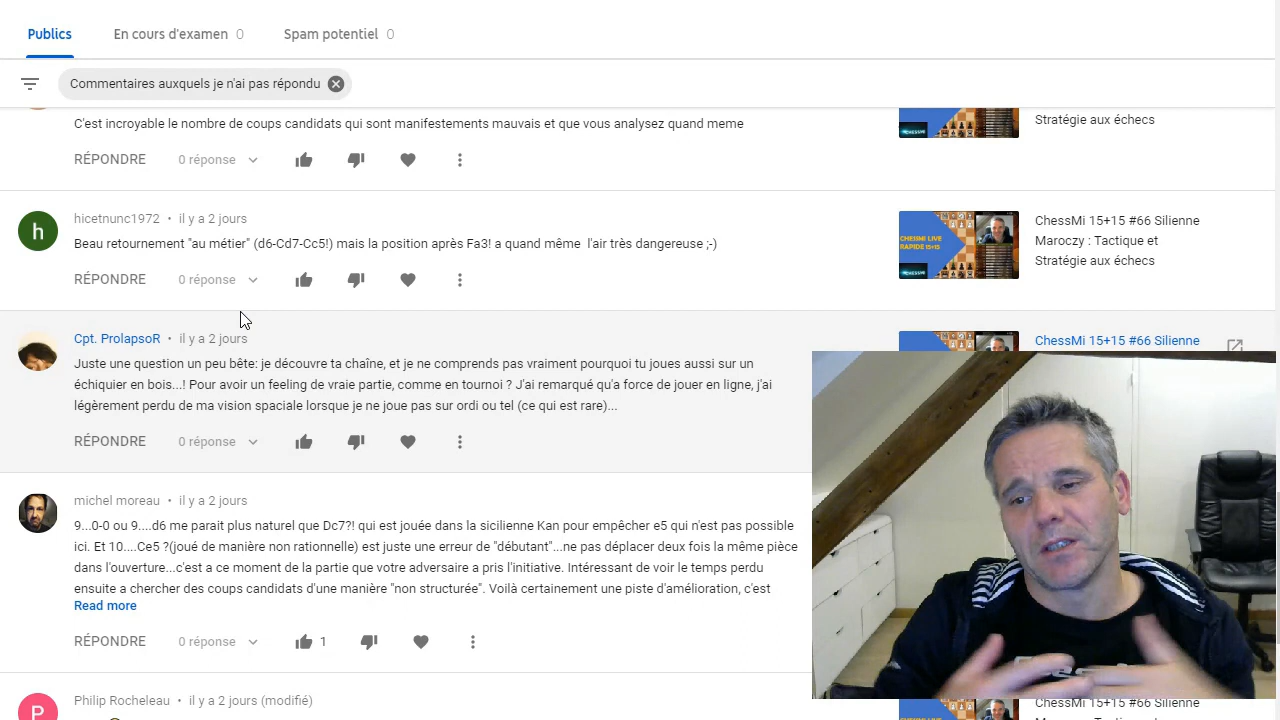 Publics
En cours d'examen 0
Spam potentiel 0
Commentaires auxquels je n'ai pas répondu
C'est incroyable le nombre de
mauvais et que vous analysez quand m
Stratégie aux échecs
RÉPONDRE 0 réponse
hicetnunc1972 • il y a 2 jours
Beau retournement (d5-Dd7-Cc5!) mais la position après Fa3! a quand même l'air très dangereuse ;-)
RÉPONDRE 0 réponse
CHESSMI LIVE
RAPIDE 15+15
ChessMi 15+15 #66 Silienne
Maroczy : Tactique et
Stratégie aux échecs
Cpt. ProlapsoR • il y a 2 jours
Juste une question un peu bête: je découvre ta chaîne, et je ne comprends pas vraiment pourquoi tu joues aussi sur un
échiquier en bois...! Pour avoir un feeling de vraie partie, comme en tournoi ? J'ai remarqué qu'a force de jouer en ligne, j'ai
légèrement perdu de ma vision spaciale lorsque je ne joue pas sur ordi ou tel (ce qui est rare)...
RÉPONDRE 0 réponse
ChessMi 15+15 #66 Silienne
michel moreau • il y a 2 jours
9...0-0 ou 9....d6 me parait plus naturel que Dc7?! qui est jouée dans la sicilienne Kan pour empêcher e5 qui n'est pas possible
ici. Et 10....Ce5 ?(joué de manière non rationnelle) est juste une erreur de "débutant"...ne pas déplacer deux fois la même pièce
dans l'ouverture...c'est a ce moment de la partie que votre adversaire a pris l'initiative. Intéressant de voir le temps perdu
ensuite a chercher des coups candidats d'une manière "non structurée". Voilà certainement une piste d'amélioration, c'est
Read more
RÉPONDRE 0 réponse 1
Philip Rocheleau • il y a 2 jours (modifié)
ChessMi 15+15 #66 Silienne